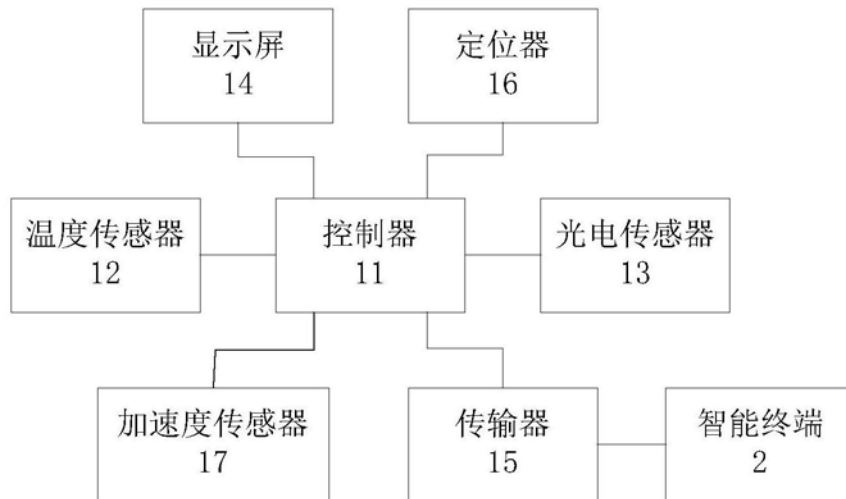 显示屏
14
定位器
16
温度传感器
12
控制器
11
光电传感器
13
加速度传感器
17
传输器
15
智能终端
2